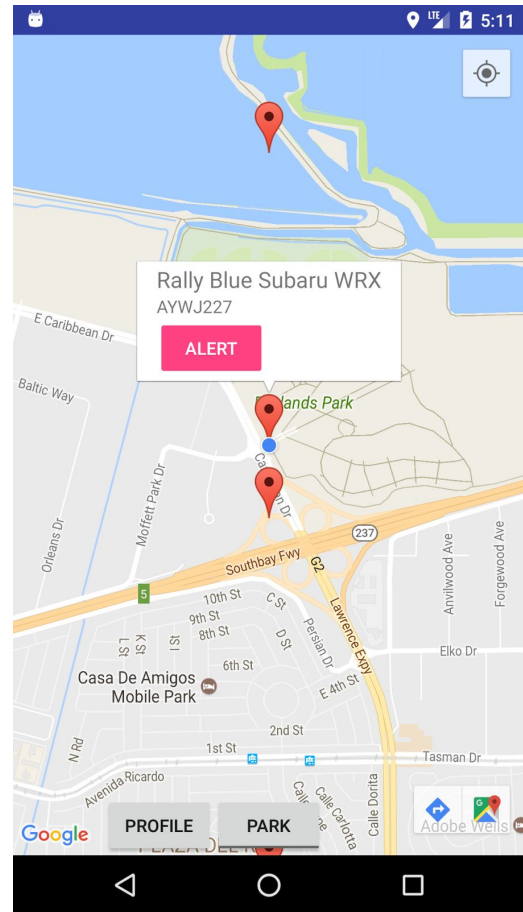 LTE 5:11
Rally Blue Subaru WRX
AYWJ227
ALERT
E Caribbean Dr
Baltic Way
lands Park
Moffett Park Dr
Orleans Dr
237
Southbay Fwy
G2
Anvilwood Ave
Forgewood Ave
5
10th St
C St
Lawrence Expy
9th St
8th St
K St
L St
D St
Persian Dr
Elko Dr
6th St
Casa De Amigos
Mobile Park
E 4th St
2nd St
1st St
N Rd
Tasman Dr
Avenida Ricardo
Calle Carlotta
Calle Dorita
Google
PROFILE
PARK
Adobe Wells